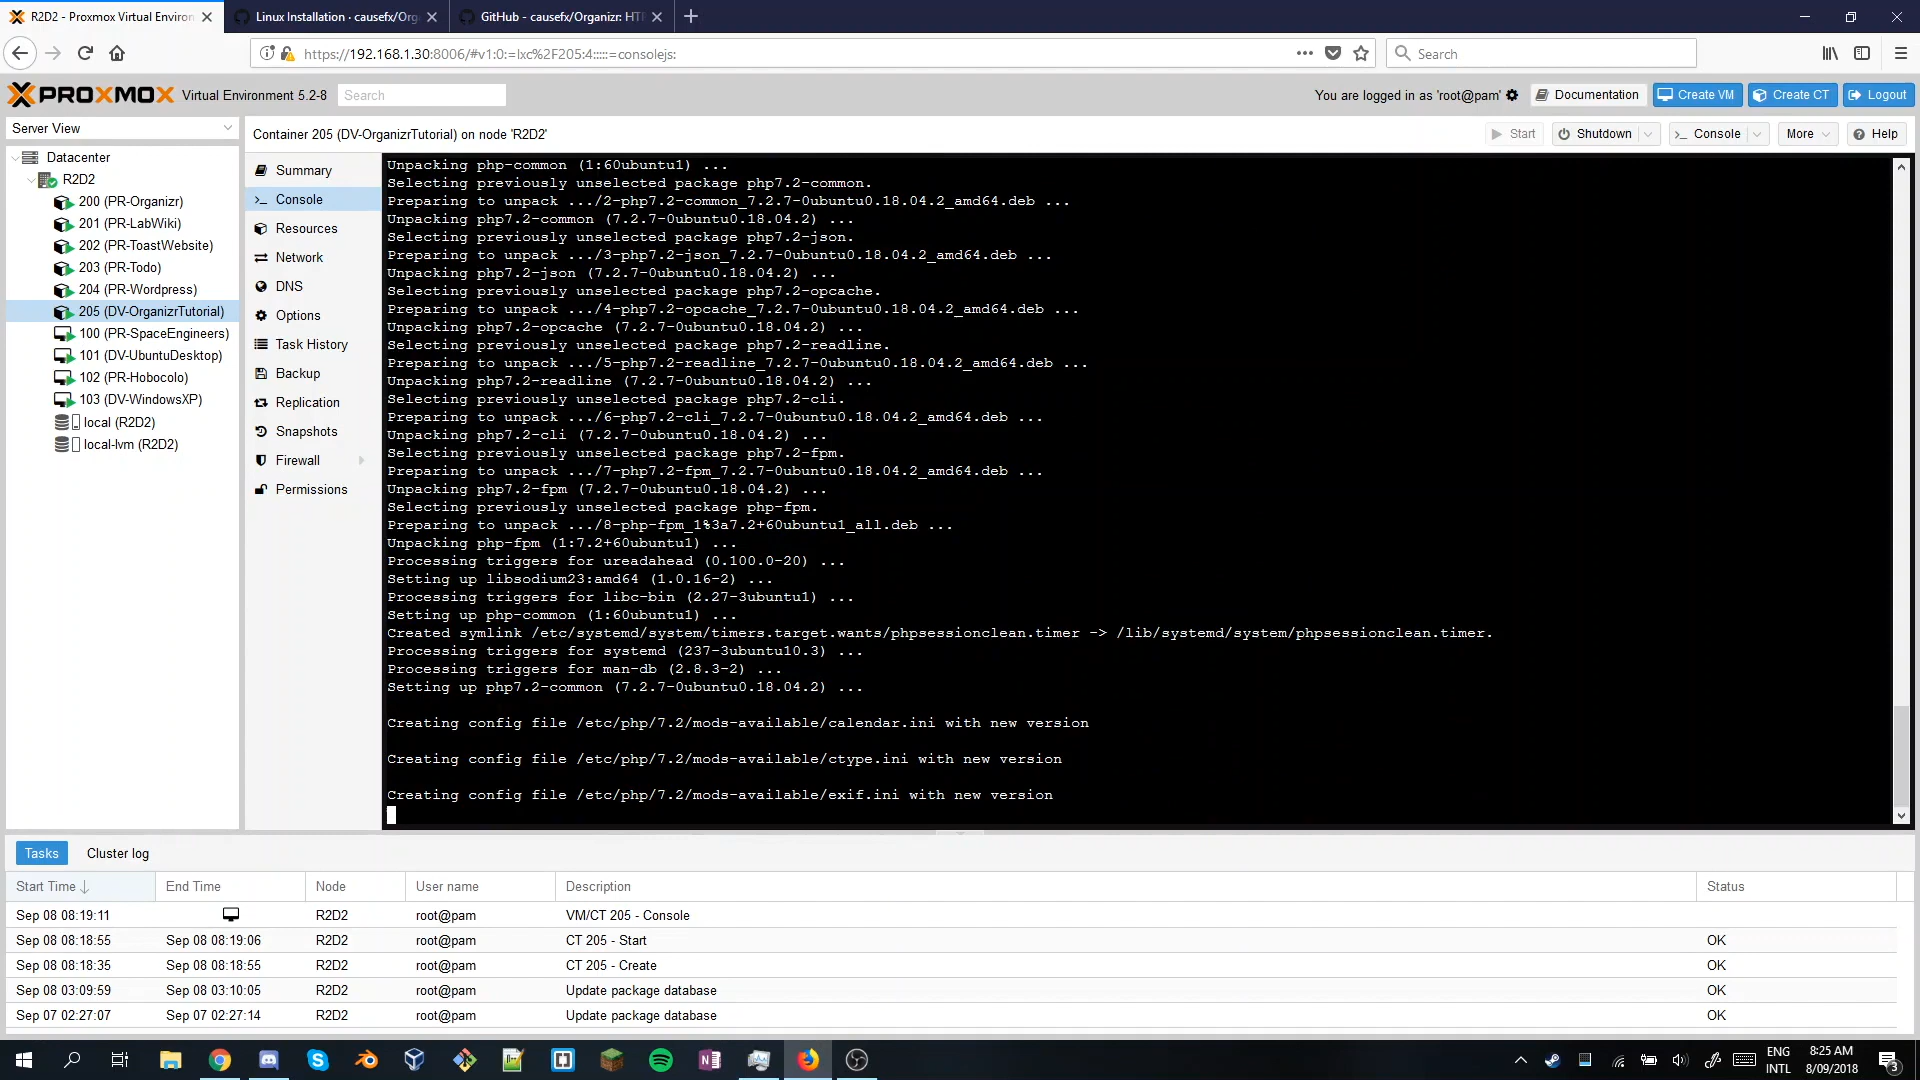 R2D2 - Proxmox Virtual Environ
Linux Installation · causefx/Org
GitHub - causefx/Organizr: HT
https://192.168.1.30:8006/#v1:0:=lxc%2F205:4:::::=consolejs:
Search
PROXMOX Virtual Environment 5.2-8
Search
You are logged in as 'root@pam'
Documentation
Create VM
Create CT
Logout
Server View
Container 205 (DV-OrganizrTutorial) on node 'R2D2'
Start
Shutdown
Console
More
Help
Datacenter
R2D2
200 (PR-Organizr)
201 (PR-LabWiki)
202 (PR-ToastWebsite)
203 (PR-Todo)
204 (PR-Wordpress)
205 (DV-OrganizrTutorial)
100 (PR-SpaceEngineers)
101 (DV-UbuntuDesktop)
102 (PR-Hobocolo)
103 (DV-WindowsXP)
local (R2D2)
local-lvm (R2D2)
Summary
Console
Resources
Network
DNS
Options
Task History
Backup
Replication
Snapshots
Firewall
Permissions
Unpacking php-common (1:60ubuntu1) ...
Selecting previously unselected package php7.2-common.
Preparing to unpack .../2-php7.2-common_7.2.7-0ubuntu0.18.04.2_amd64.deb ...
Unpacking php7.2-common (7.2.7-0ubuntu0.18.04.2) ...
Selecting previously unselected package php7.2-json.
Preparing to unpack .../3-php7.2-json_7.2.7-0ubuntu0.18.04.2_amd64.deb ...
Unpacking php7.2-json (7.2.7-0ubuntu0.18.04.2) ...
Selecting previously unselected package php7.2-opcache.
Preparing to unpack .../4-php7.2-opcache_7.2.7-0ubuntu0.18.04.2_amd64.deb ...
Unpacking php7.2-opcache (7.2.7-0ubuntu0.18.04.2) ...
Selecting previously unselected package php7.2-readline.
Preparing to unpack .../5-php7.2-readline_7.2.7-0ubuntu0.18.04.2_amd64.deb ...
Unpacking php7.2-readline (7.2.7-0ubuntu0.18.04.2) ...
Selecting previously unselected package php7.2-cli.
Preparing to unpack .../6-php7.2-cli_7.2.7-0ubuntu0.18.04.2_amd64.deb ...
Unpacking php7.2-cli (7.2.7-0ubuntu0.18.04.2) ...
Selecting previously unselected package php7.2-fpm.
Preparing to unpack .../7-php7.2-fpm_7.2.7-0ubuntu0.18.04.2_amd64.deb ...
Unpacking php7.2-fpm (7.2.7-0ubuntu0.18.04.2) ...
Selecting previously unselected package php-fpm.
Preparing to unpack .../8-php-fpm_1%3a7.2+60ubuntu1_all.deb ...
Unpacking php-fpm (1:7.2+60ubuntu1) ...
Processing triggers for ureadahead (0.100.0-20) ...
Setting up libsodium23:amd64 (1.0.16-2) ...
Processing triggers for libc-bin (2.27-3ubuntu1) ...
Setting up php-common (1:60ubuntu1) ...
Created symlink /etc/systemd/system/timers.target.wants/phpsessionclean.timer -> /lib/systemd/system/phpsessionclean.timer.
Processing triggers for systemd (237-3ubuntu10.3) ...
Processing triggers for man-db (2.8.3-2) ...
Setting up php7.2-common (7.2.7-0ubuntu0.18.04.2) ...
Creating config file /etc/php/7.2/mods-available/calendar.ini with new version
Creating config file /etc/php/7.2/mods-available/ctype.ini with new version
Creating config file /etc/php/7.2/mods-available/exif.ini with new version
Tasks
Cluster log
Start Time
End Time
Node
User name
Description
Status
Sep 08 08:19:11 R2D2 root@pam VM/CT 205 - Console
Sep 08 08:18:55 Sep 08 08:19:06 R2D2 root@pam CT 205 - Start OK
Sep 08 08:18:35 Sep 08 08:18:55 R2D2 root@pam CT 205 - Create OK
Sep 08 03:09:59 Sep 08 03:10:05 R2D2 root@pam Update package database OK
Sep 07 02:27:07 Sep 07 02:27:14 R2D2 root@pam Update package database OK
ENG
INTL
8:25 AM
8/09/2018
3